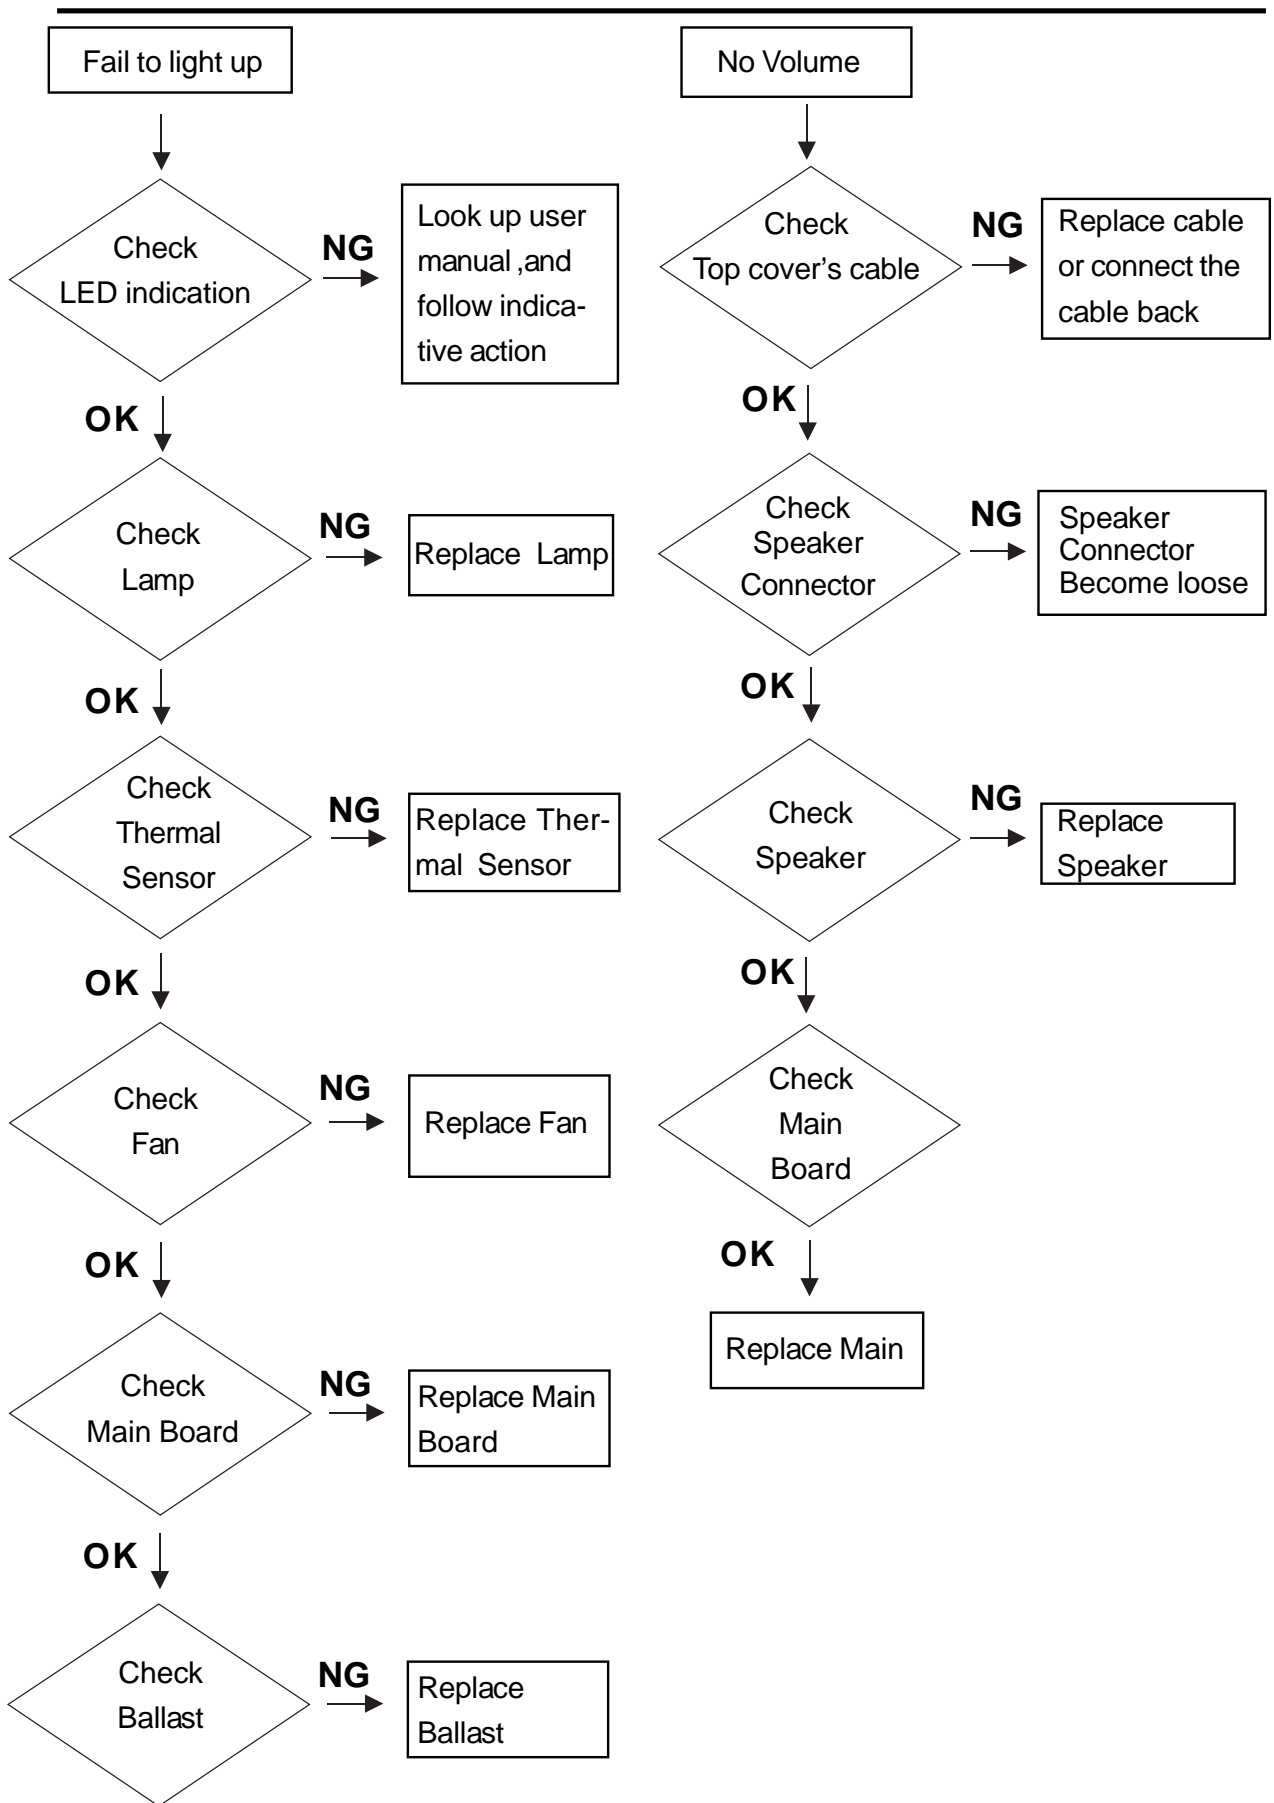 Fail to light up
Check
LED indication
NG
Look up user
manual ,and
follow indica-
tive action
OK
Check
Lamp
NG
Replace Lamp
OK
Check
Thermal
Sensor
NG
Replace Ther-
mal Sensor
OK
Check
Fan
NG
Replace Fan
OK
Check
Main Board
NG
Replace Main
Board
OK
Check
Ballast
NG
Replace
Ballast
No Volume
Check
Top cover’s cable
NG
Replace cable
or connect the
cable back
OK
Check
Speaker
Connector
NG
Speaker
Connector
Become loose
OK
Check
Speaker
NG
Replace
Speaker
OK
Check
Main
Board
OK
Replace Main